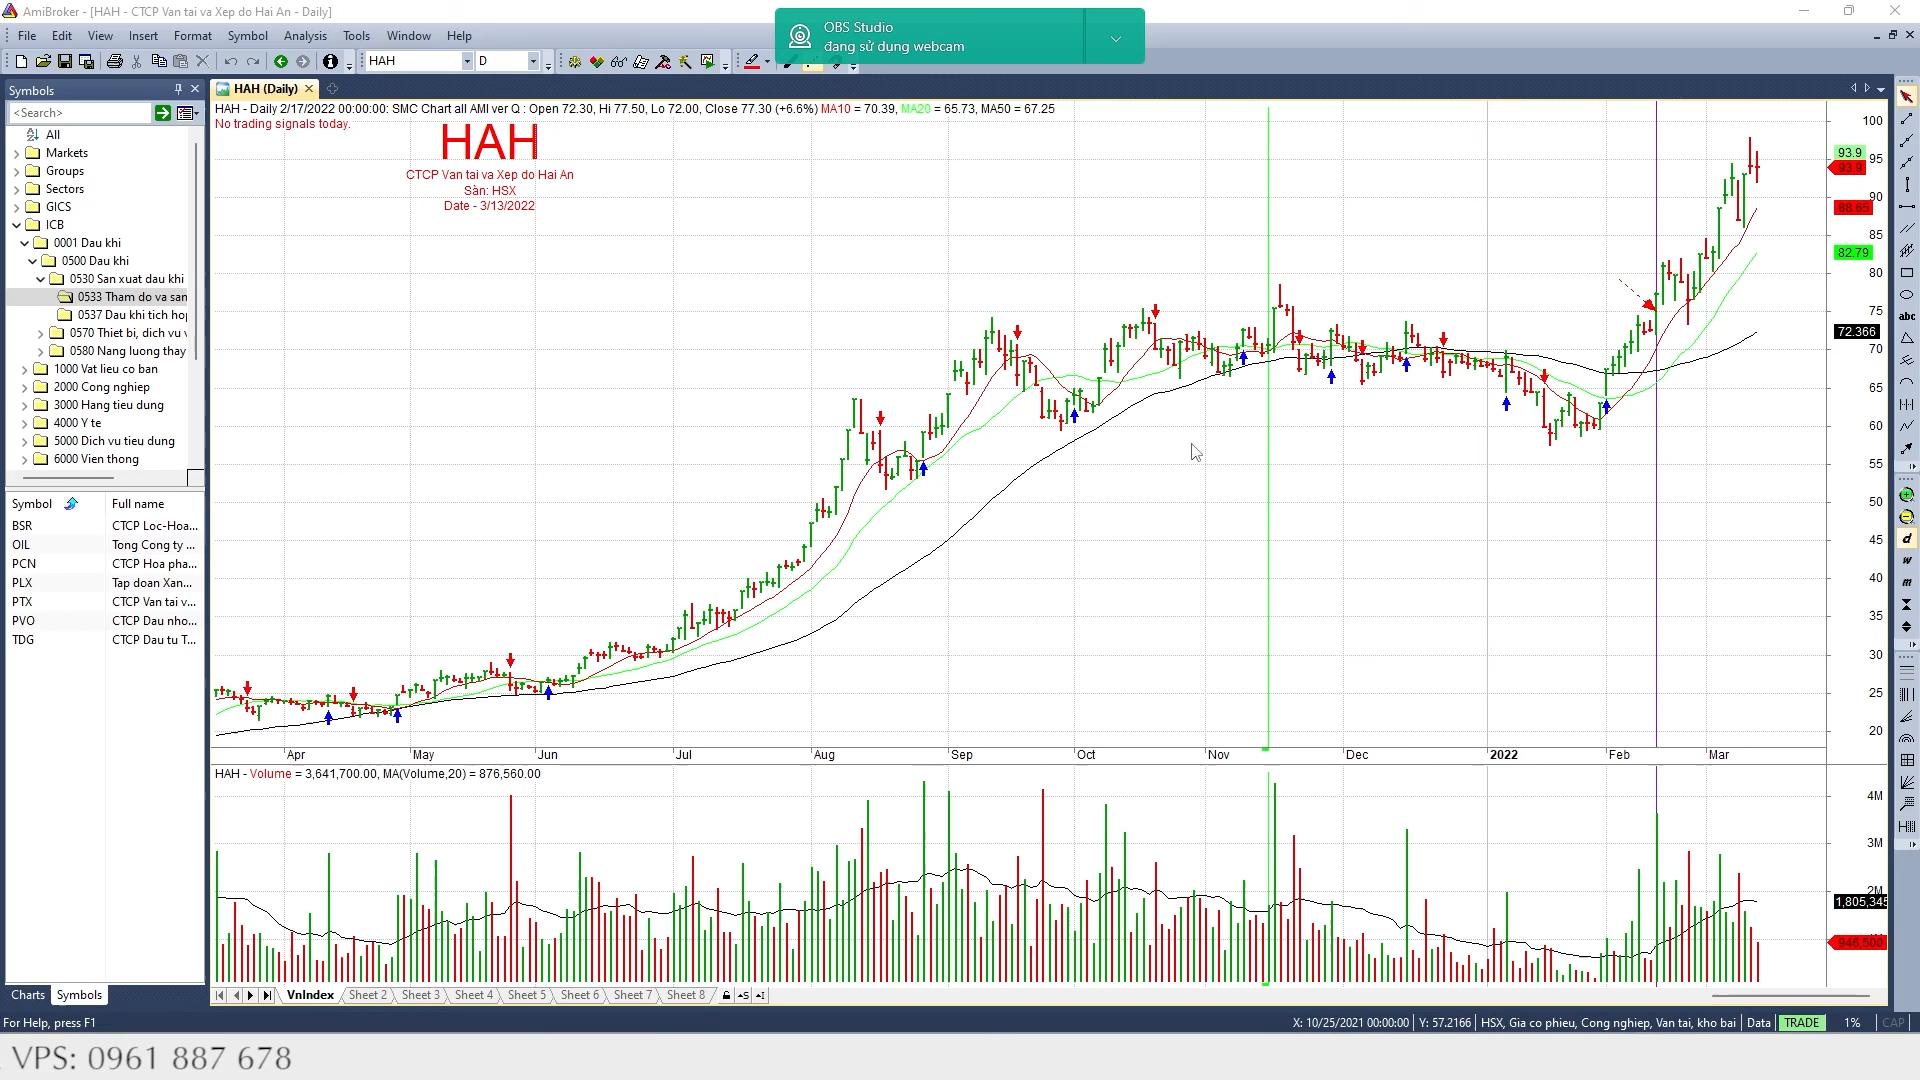 AmiBroker - [HAH - CTCP Van tai va Xep do Hai An - Daily]
OBS Studio
đang sử dụng webcam
File Edit View Insert Format Symbol Analysis Tools Window Help
HAH D
Symbols
HAH (Daily)
<Search>
HAH - Daily 2/17/2022 00:00:00: SMC Chart all AMI ver Q : Open 72.30, Hi 77.50, Lo 72.00, Close 77.30 (+6.6%) MA10 = 70.39, MA20 = 65.73, MA50 = 67.25
No trading signals today.
HAH
CTCP Van tai va Xep do Hai An
Sàn: HSX
Date - 3/13/2022
All
Markets
Groups
Sectors
GICS
ICB
0001 Dau khi
0500 Dau khi
0530 San xuat dau khi
0533 Tham do va san
0537 Dau khi tich hop
0570 Thiet bi, dich vu v
0580 Nang luong thay
1000 Vat lieu co ban
2000 Cong nghiep
3000 Hang tieu dung
4000 Y te
5000 Dich vu tieu dung
6000 Vien thong
Symbol Full name
BSR CTCP Loc-Hoa...
OIL Tong Cong ty ...
PCN CTCP Hoa pha...
PLX Tap doan Xan...
PTX CTCP Van tai v...
PVO CTCP Dau nho...
TDG CTCP Dau tu T...
100
93.9
95
93.9
90
88.65
85
82.79
80
75
72.366
70
65
60
55
50
45
40
35
30
25
20
abc
d
w
m
Apr May Jun Jul Aug Sep Oct Nov Dec 2022 Feb Mar
HAH - Volume = 3,641,700.00, MA(Volume,20) = 876,560.00
4M
3M
2M
1,805,345
946,500
Charts Symbols
VnIndex Sheet 2 Sheet 3 Sheet 4 Sheet 5 Sheet 6 Sheet 7 Sheet 8
For Help, press F1
X: 10/25/2021 00:00:00 Y: 57.2166 HSX, Gia co phieu, Cong nghiep, Van tai, kho bai Data TRADE 1% CAP
VPS: 0961 887 678